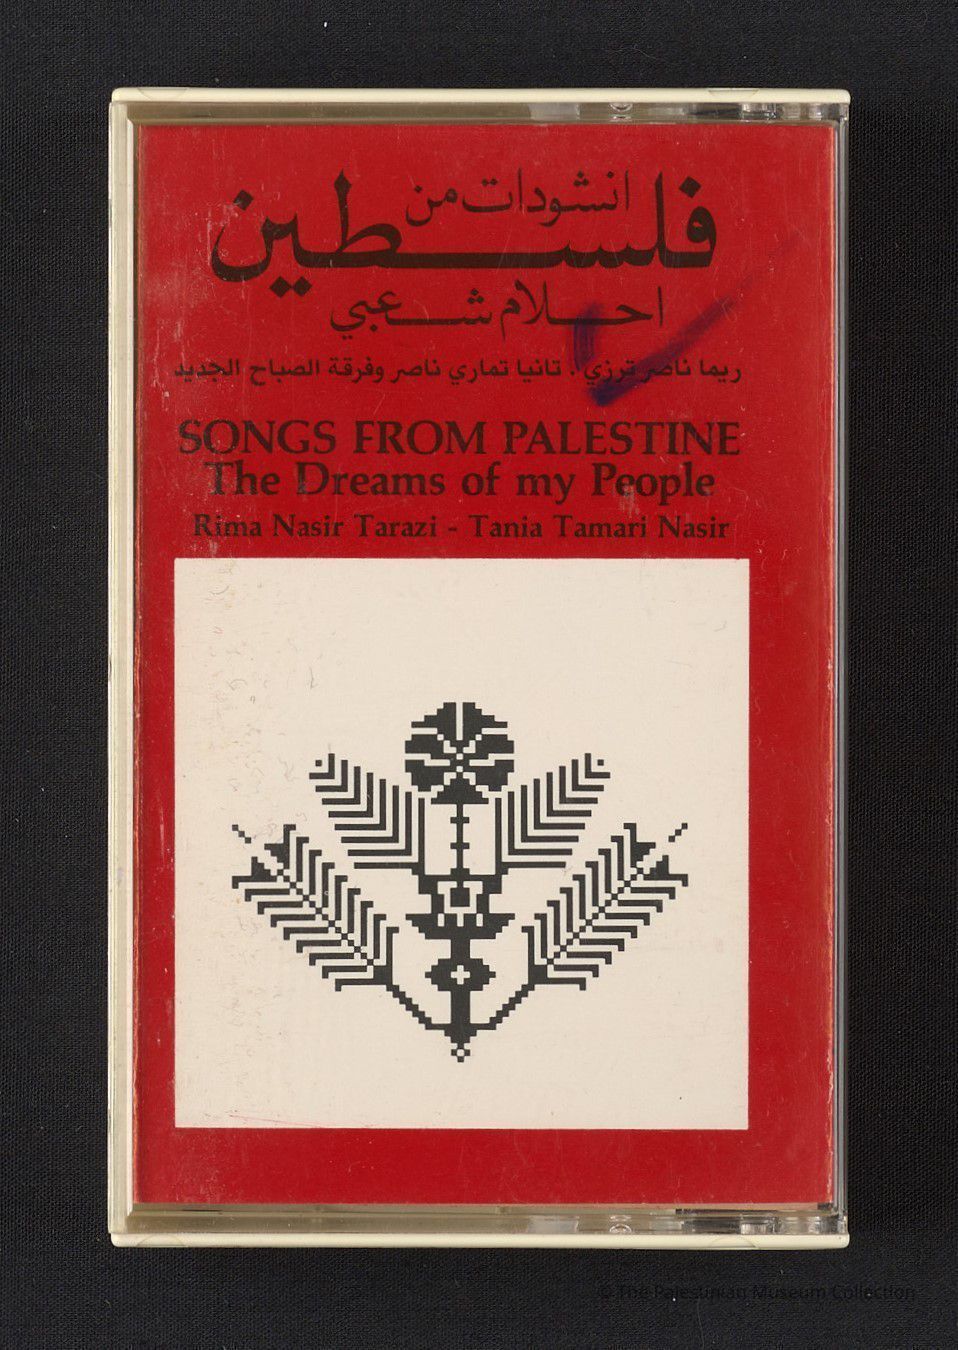 انشودات من
فلسطين
احلام شعبي
ريما ناصر ترزي . تانيا تماري ناصر وفرقة الصباح الجديد
SONGS FROM PALESTINE
The Dreams of my People
Rima Nasir Tarazi - Tania Tamari Nasir
© The Palestinian Museum Collection